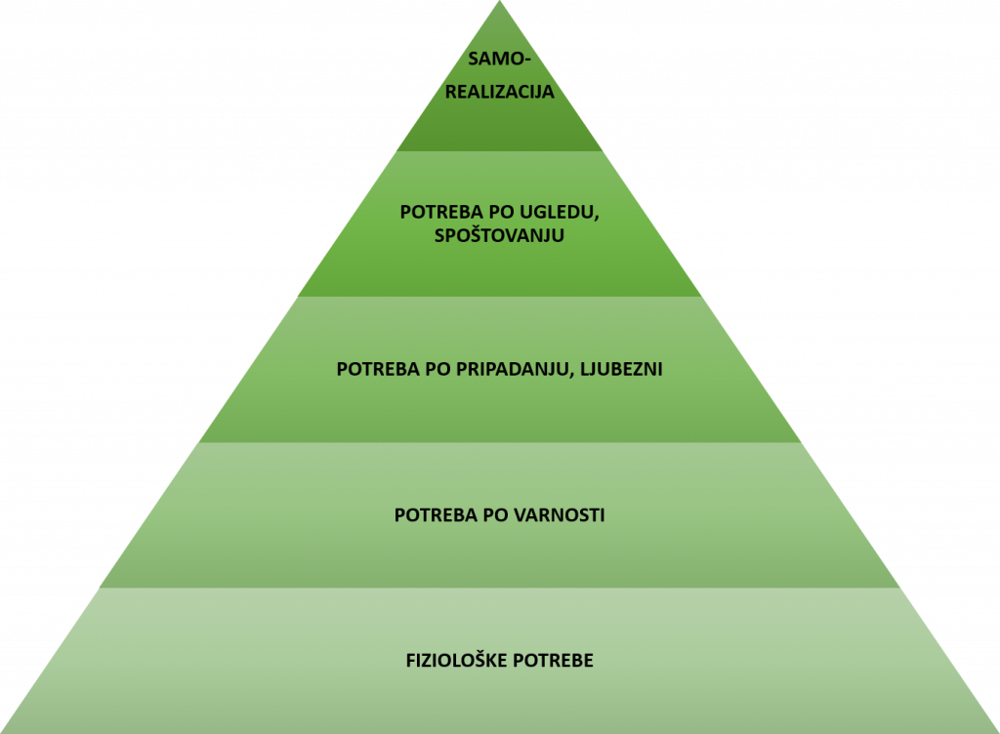 SAMO-
REALIZACIJA
POTREBA PO UGLEDU,
SPOŠTOVANJU
POTREBA PO PRIPADANJU, LJUBEZNI
POTREBA PO VARNOSTI
FIZIOLOŠKE POTREBE